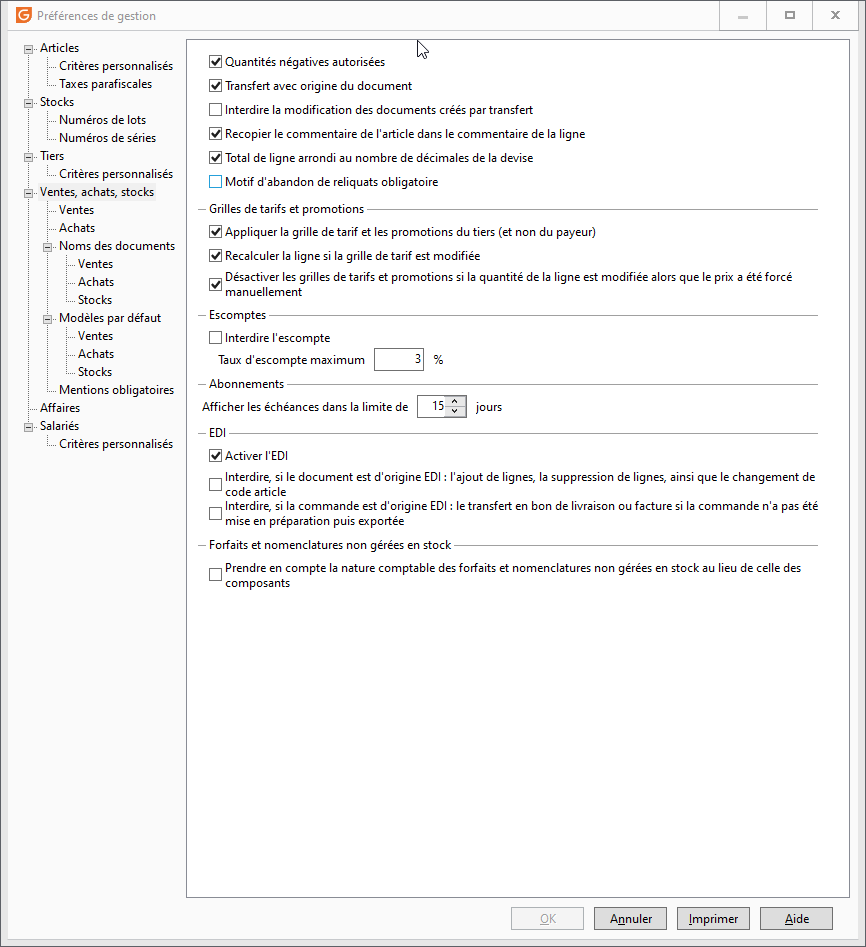 Préférences de gestion
Articles
Critères personnalisés
Taxes parafiscales
Stocks
Numéros de lots
Numéros de séries
Tiers
Critères personnalisés
Ventes, achats, stocks
Ventes
Achats
Noms des documents
Ventes
Achats
Stocks
Modèles par défaut
Ventes
Achats
Stocks
Mentions obligatoires
Affaires
Salariés
Critères personnalisés
Quantités négatives autorisées
Transfert avec origine du document
Interdire la modification des documents créés par transfert
Recopier le commentaire de l'article dans le commentaire de la ligne
Total de ligne arrondi au nombre de décimales de la devise
Motif d'abandon de reliquats obligatoire
Grilles de tarifs et promotions
Appliquer la grille de tarif et les promotions du tiers (et non du payeur)
Recalculer la ligne si la grille de tarif est modifiée
Désactiver les grilles de tarifs et promotions si la quantité de la ligne est modifiée alors que le prix a été forcé
manuellement
Escomptes
Interdire l'escompte
Taux d'escompte maximum 3 %
Abonnements
Afficher les échéances dans la limite de 15 jours
EDI
Activer l'EDI
Interdire, si le document est d'origine EDI : l'ajout de lignes, la suppression de lignes, ainsi que le changement de
code article
Interdire, si la commande est d'origine EDI : le transfert en bon de livraison ou facture si la commande n'a pas été
mise en préparation puis exportée
Forfaits et nomenclatures non gérées en stock
Prendre en compte la nature comptable des forfaits et nomenclatures non gérées en stock au lieu de celle des
composants
OK Annuler Imprimer Aide